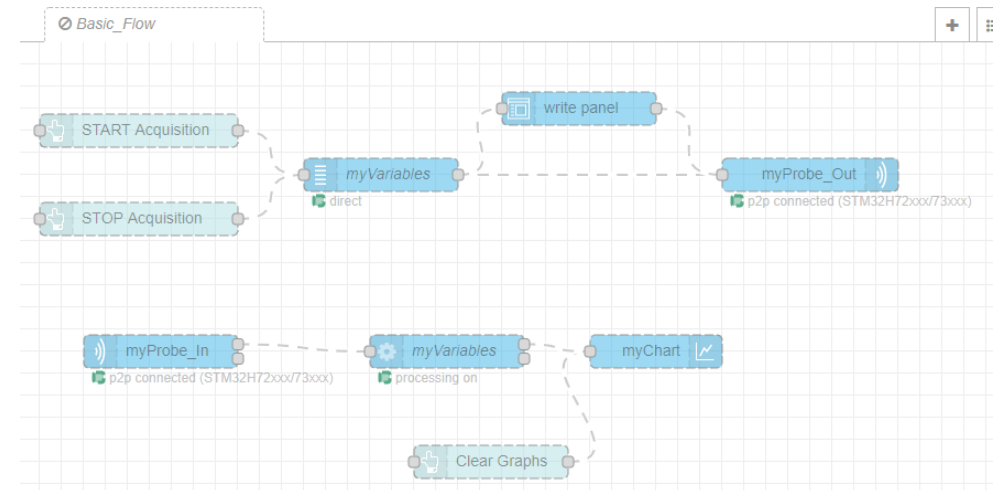 Basic_Flow
write panel
START Acquisition
myVariables
direct
myProbe_Out
p2p connected (STM32H72xxx/73xxx)
STOP Acquisition
myProbe_In
p2p connected (STM32H72xxx/73xxx)
myVariables
processing on
myChart
Clear Graphs